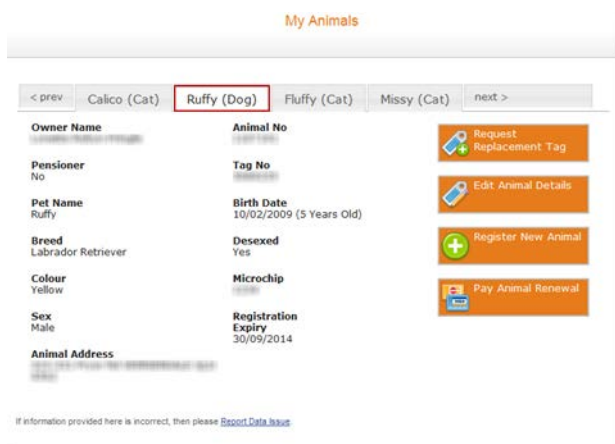 My Animals
< prev
Calico (Cat)
Ruffy (Dog)
Fluffy (Cat)
Missy (Cat)
next >
Owner Name
Animal No
Pensioner
No
Tag No
Pet Name
Ruffy
Birth Date
10/02/2009 (5 Years Old)
Breed
Labrador Retriever
Desexed
Yes
Colour
Yellow
Microchip
Sex
Male
Registration
Expiry
30/09/2014
Animal Address
Request
Replacement Tag
Edit Animal Details
Register New Animal
Pay Animal Renewal
If information provided here is incorrect, then please Report Data Issue